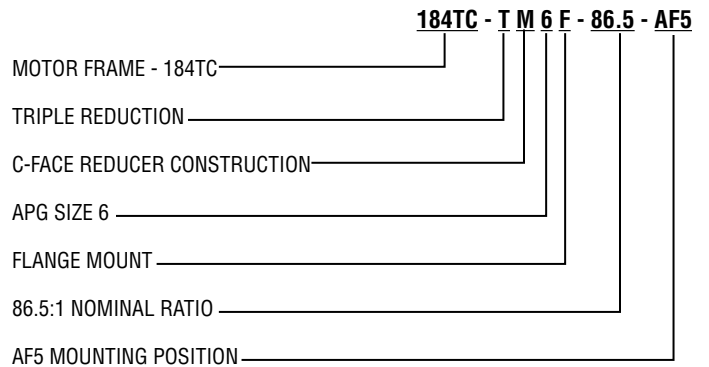 184TC - T M 6 F - 86.5 - AF5
MOTOR FRAME - 184TC
TRIPLE REDUCTION
C-FACE REDUCER CONSTRUCTION
APG SIZE 6
FLANGE MOUNT
86.5:1 NOMINAL RATIO
AF5 MOUNTING POSITION